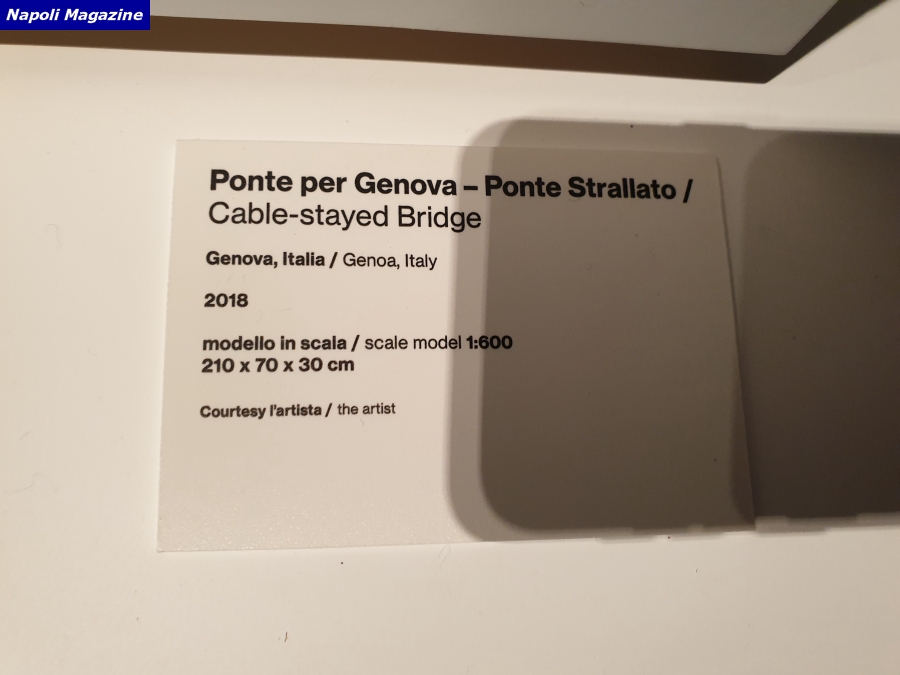 Napoli Magazine
Ponte per Genova – Ponte Strallato /
Cable-stayed Bridge
Genova, Italia / Genoa, Italy
2018
modello in scala / scale model 1:600
210 x 70 x 30 cm
Courtesy l'artista / the artist